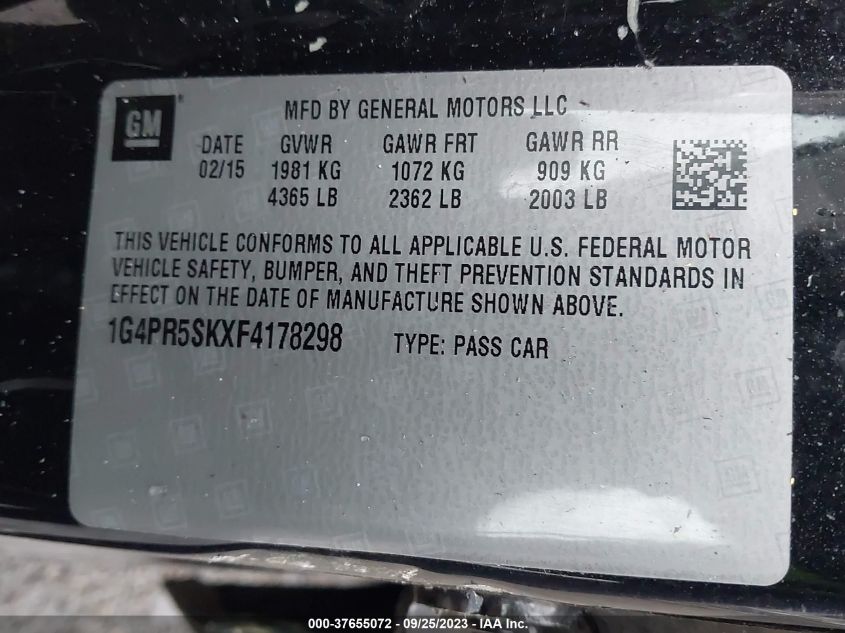 GM®
MFD BY GENERAL MOTORS LLC
DATE GVWR GAWR FRT GAWR RR
02/15 1981 KG 1072 KG 909 KG
4365 LB 2362 LB 2003 LB
THIS VEHICLE CONFORMS TO ALL APPLICABLE U.S. FEDERAL MOTOR
VEHICLE SAFETY, BUMPER, AND THEFT PREVENTION STANDARDS IN
EFFECT ON THE DATE OF MANUFACTURE SHOWN ABOVE.
1G4PR5SKXF4178298 TYPE: PASS CAR
000-37655072 - 09/25/2023 - IAA Inc.